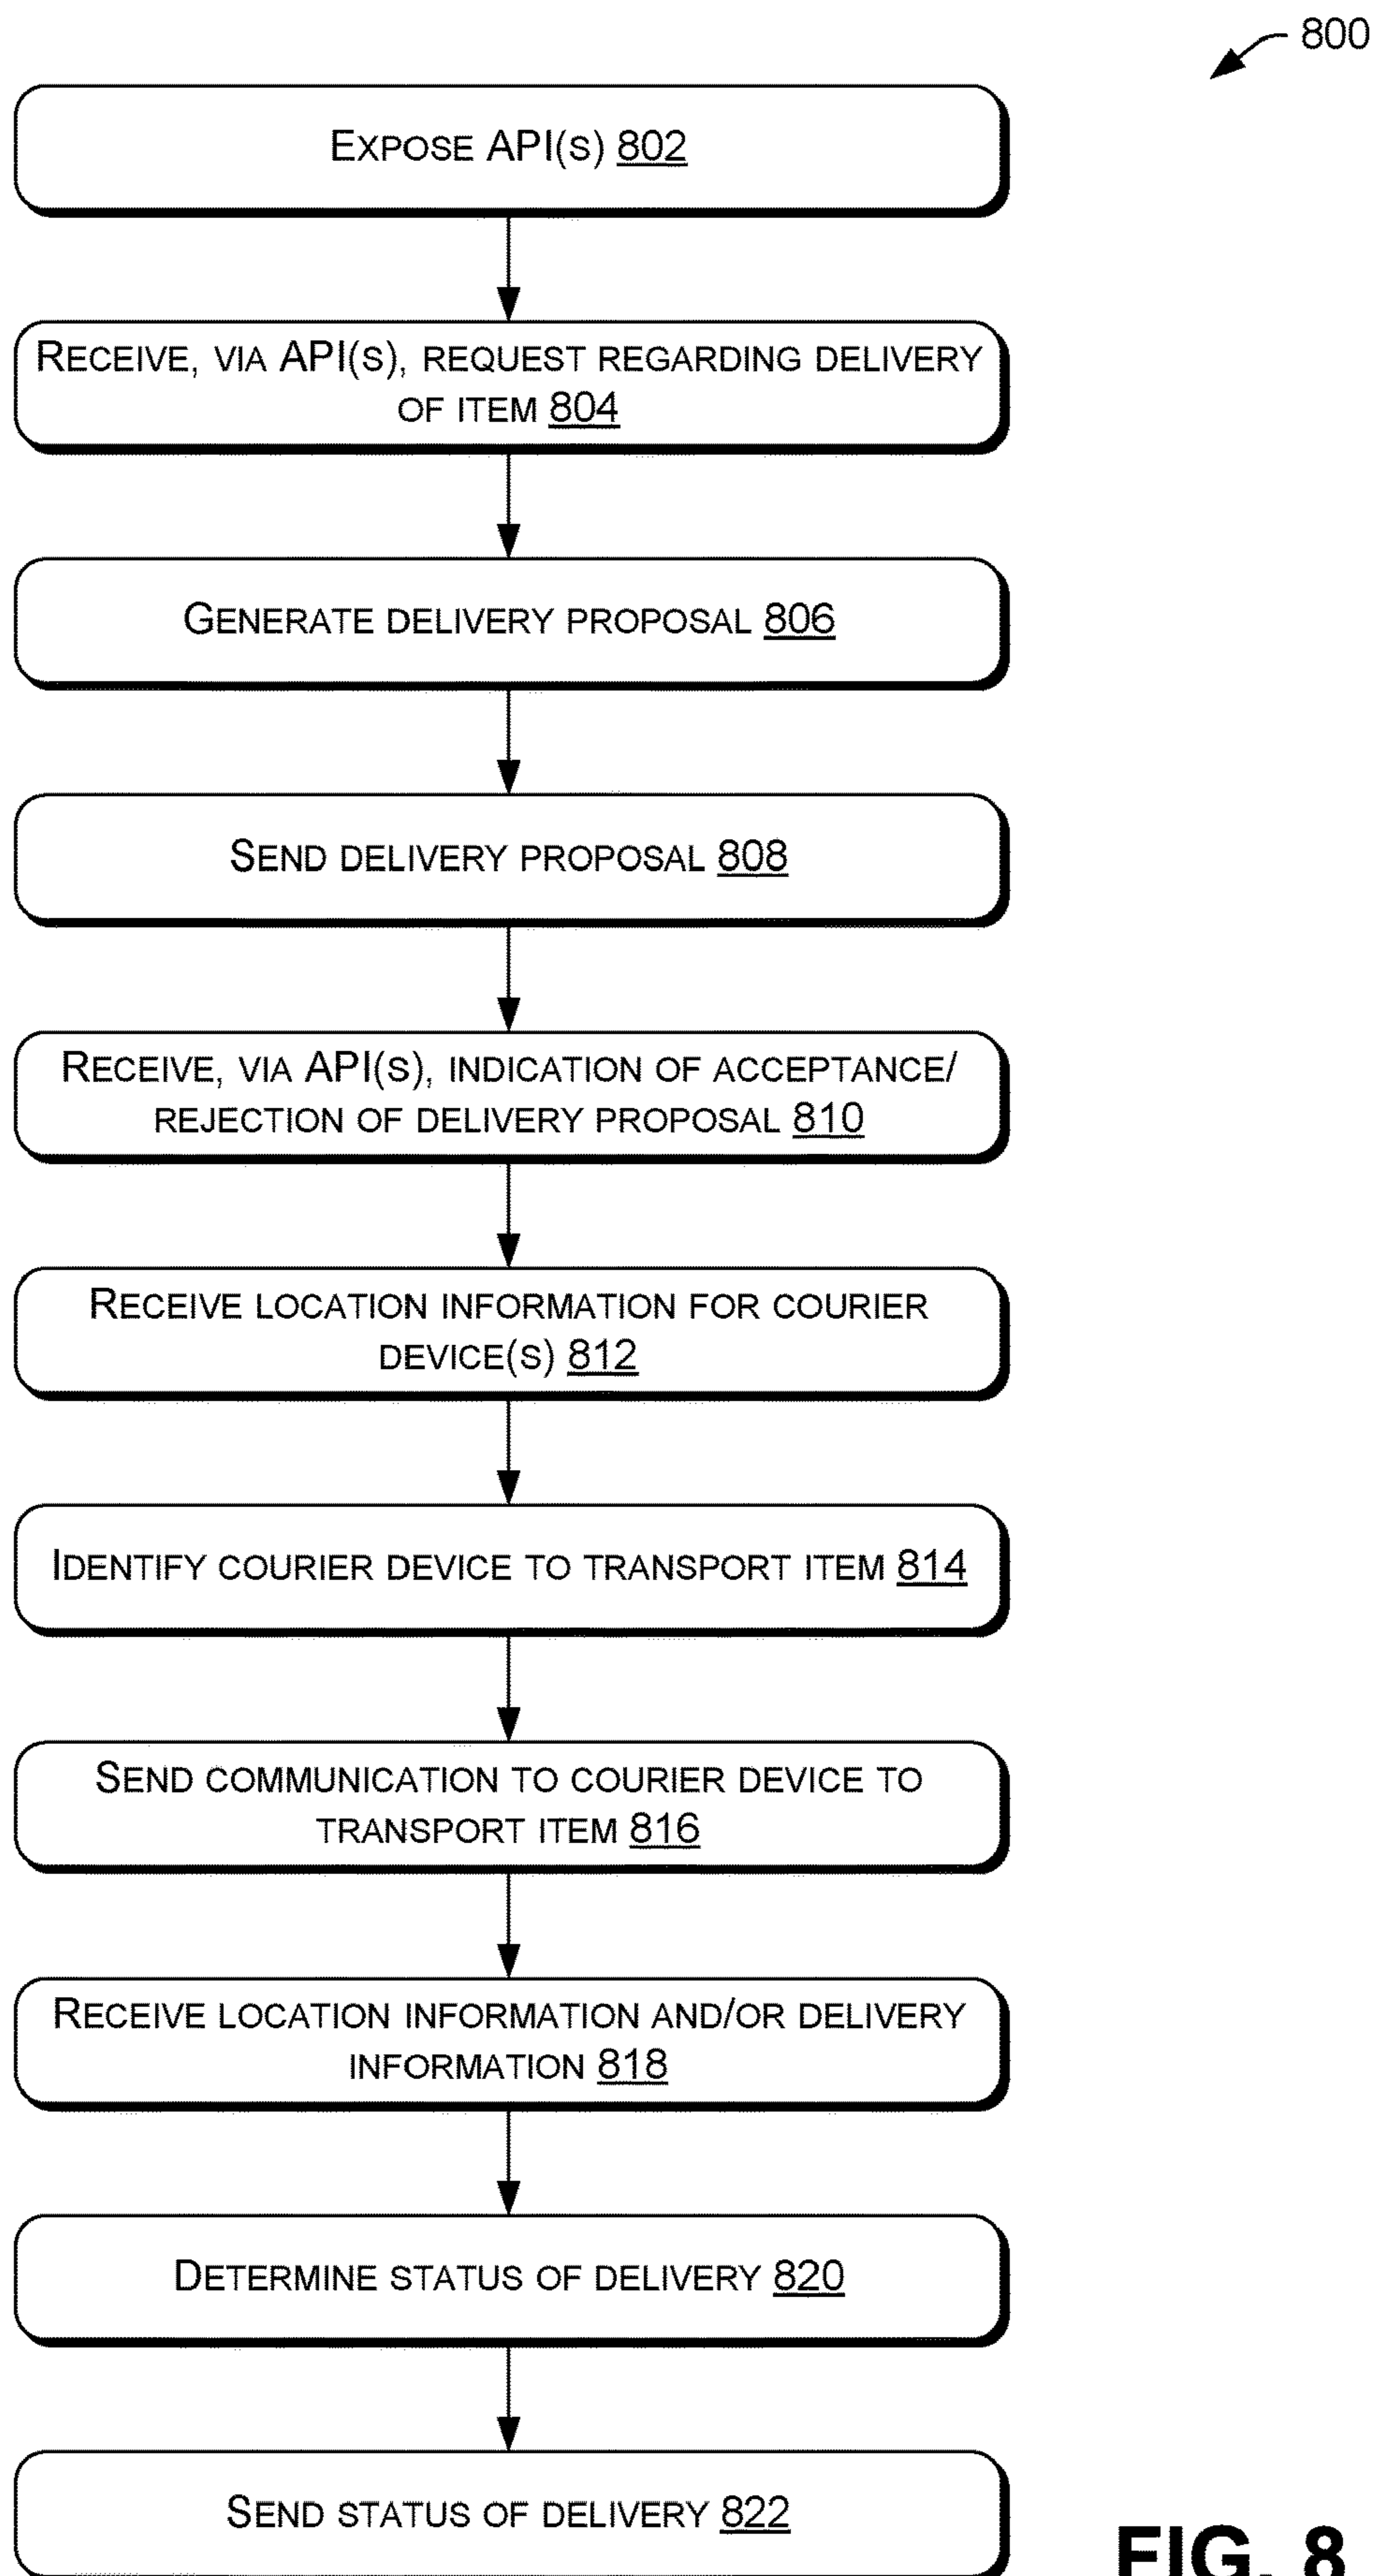 800
EXPOSE API(S) 802
RECEIVE, VIA API(S), REQUEST REGARDING DELIVERY
OF ITEM 804
GENERATE DELIVERY PROPOSAL 806
SEND DELIVERY PROPOSAL 808
RECEIVE, VIA API(S), INDICATION OF ACCEPTANCE/
REJECTION OF DELIVERY PROPOSAL 810
RECEIVE LOCATION INFORMATION FOR COURIER
DEVICE(S) 812
IDENTIFY COURIER DEVICE TO TRANSPORT ITEM 814
SEND COMMUNICATION TO COURIER DEVICE TO
TRANSPORT ITEM 816
RECEIVE LOCATION INFORMATION AND/OR DELIVERY
INFORMATION 818
DETERMINE STATUS OF DELIVERY 820
SEND STATUS OF DELIVERY 822
FIG. 8